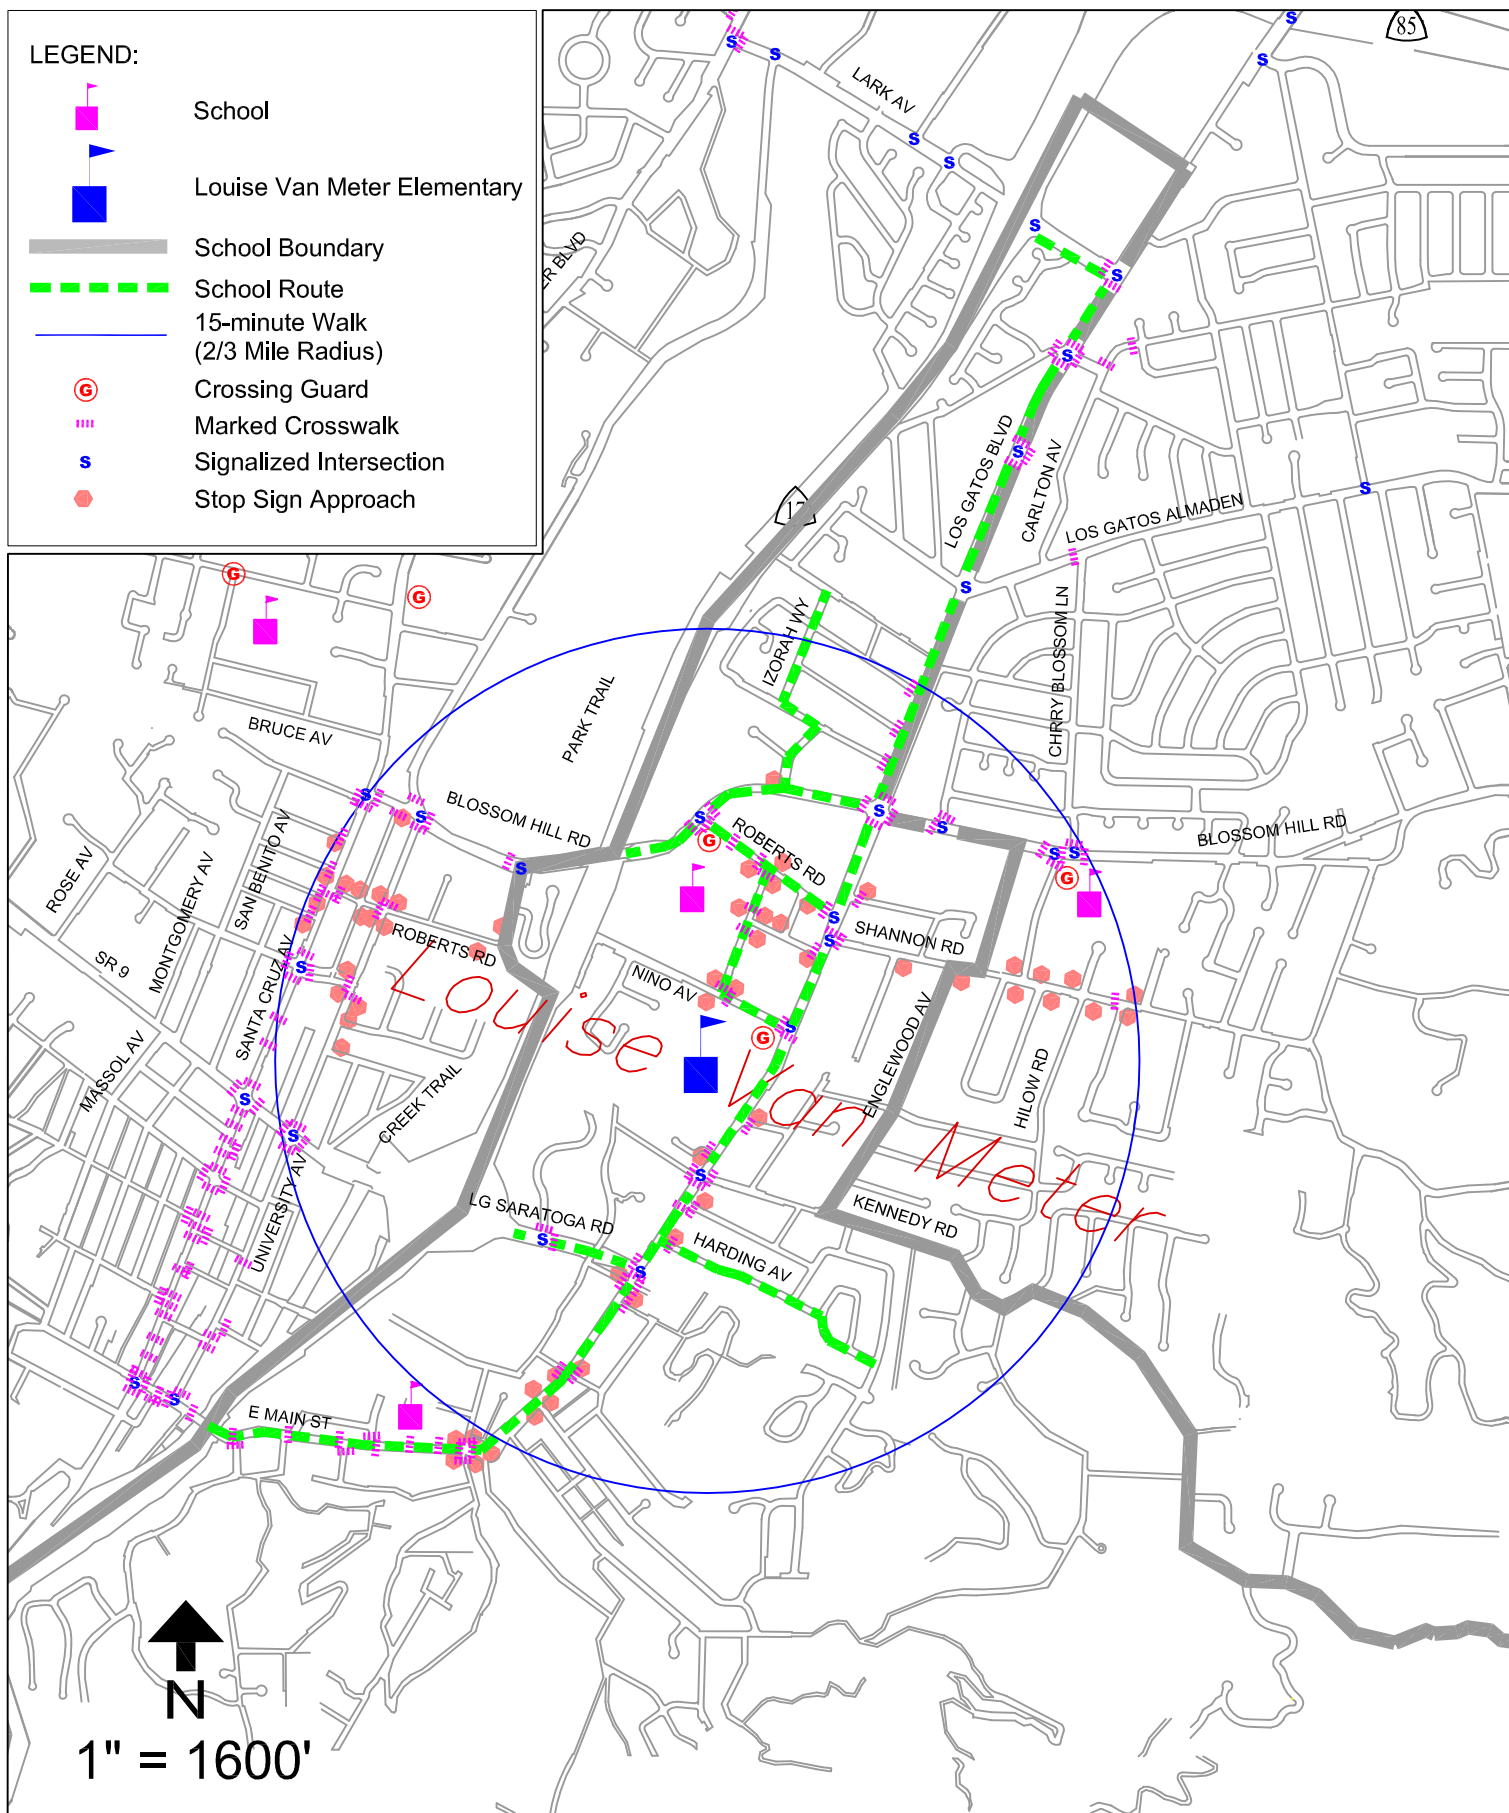 LEGEND:
School
Louise Van Meter Elementary
School Boundary
School Route
15-minute Walk
(2/3 Mile Radius)
G Crossing Guard
Marked Crosswalk
S Signalized Intersection
Stop Sign Approach
85
LARK AV
ER BLVD
LOS GATOS BLVD
CARLTON AV
17
LOS GATOS ALMADEN
IZORAH WY
CHRRY BLOSSOM LN
PARK TRAIL
BRUCE AV
BLOSSOM HILL RD
ROBERTS RD
BLOSSOM HILL RD
ROSE AV
MONTGOMERY AV
SAN BENITO AV
SR 9
SANTA CRUZ AV
ROBERTS RD
NINO AV
SHANNON RD
MASSOL AV
CREEK TRAIL
ENGLEWOOD AV
HILOW RD
Louise Van Meter
UNIVERSITY AV
LG SARATOGA RD
HARDING AV
KENNEDY RD
E MAIN ST
N
1" = 1600'